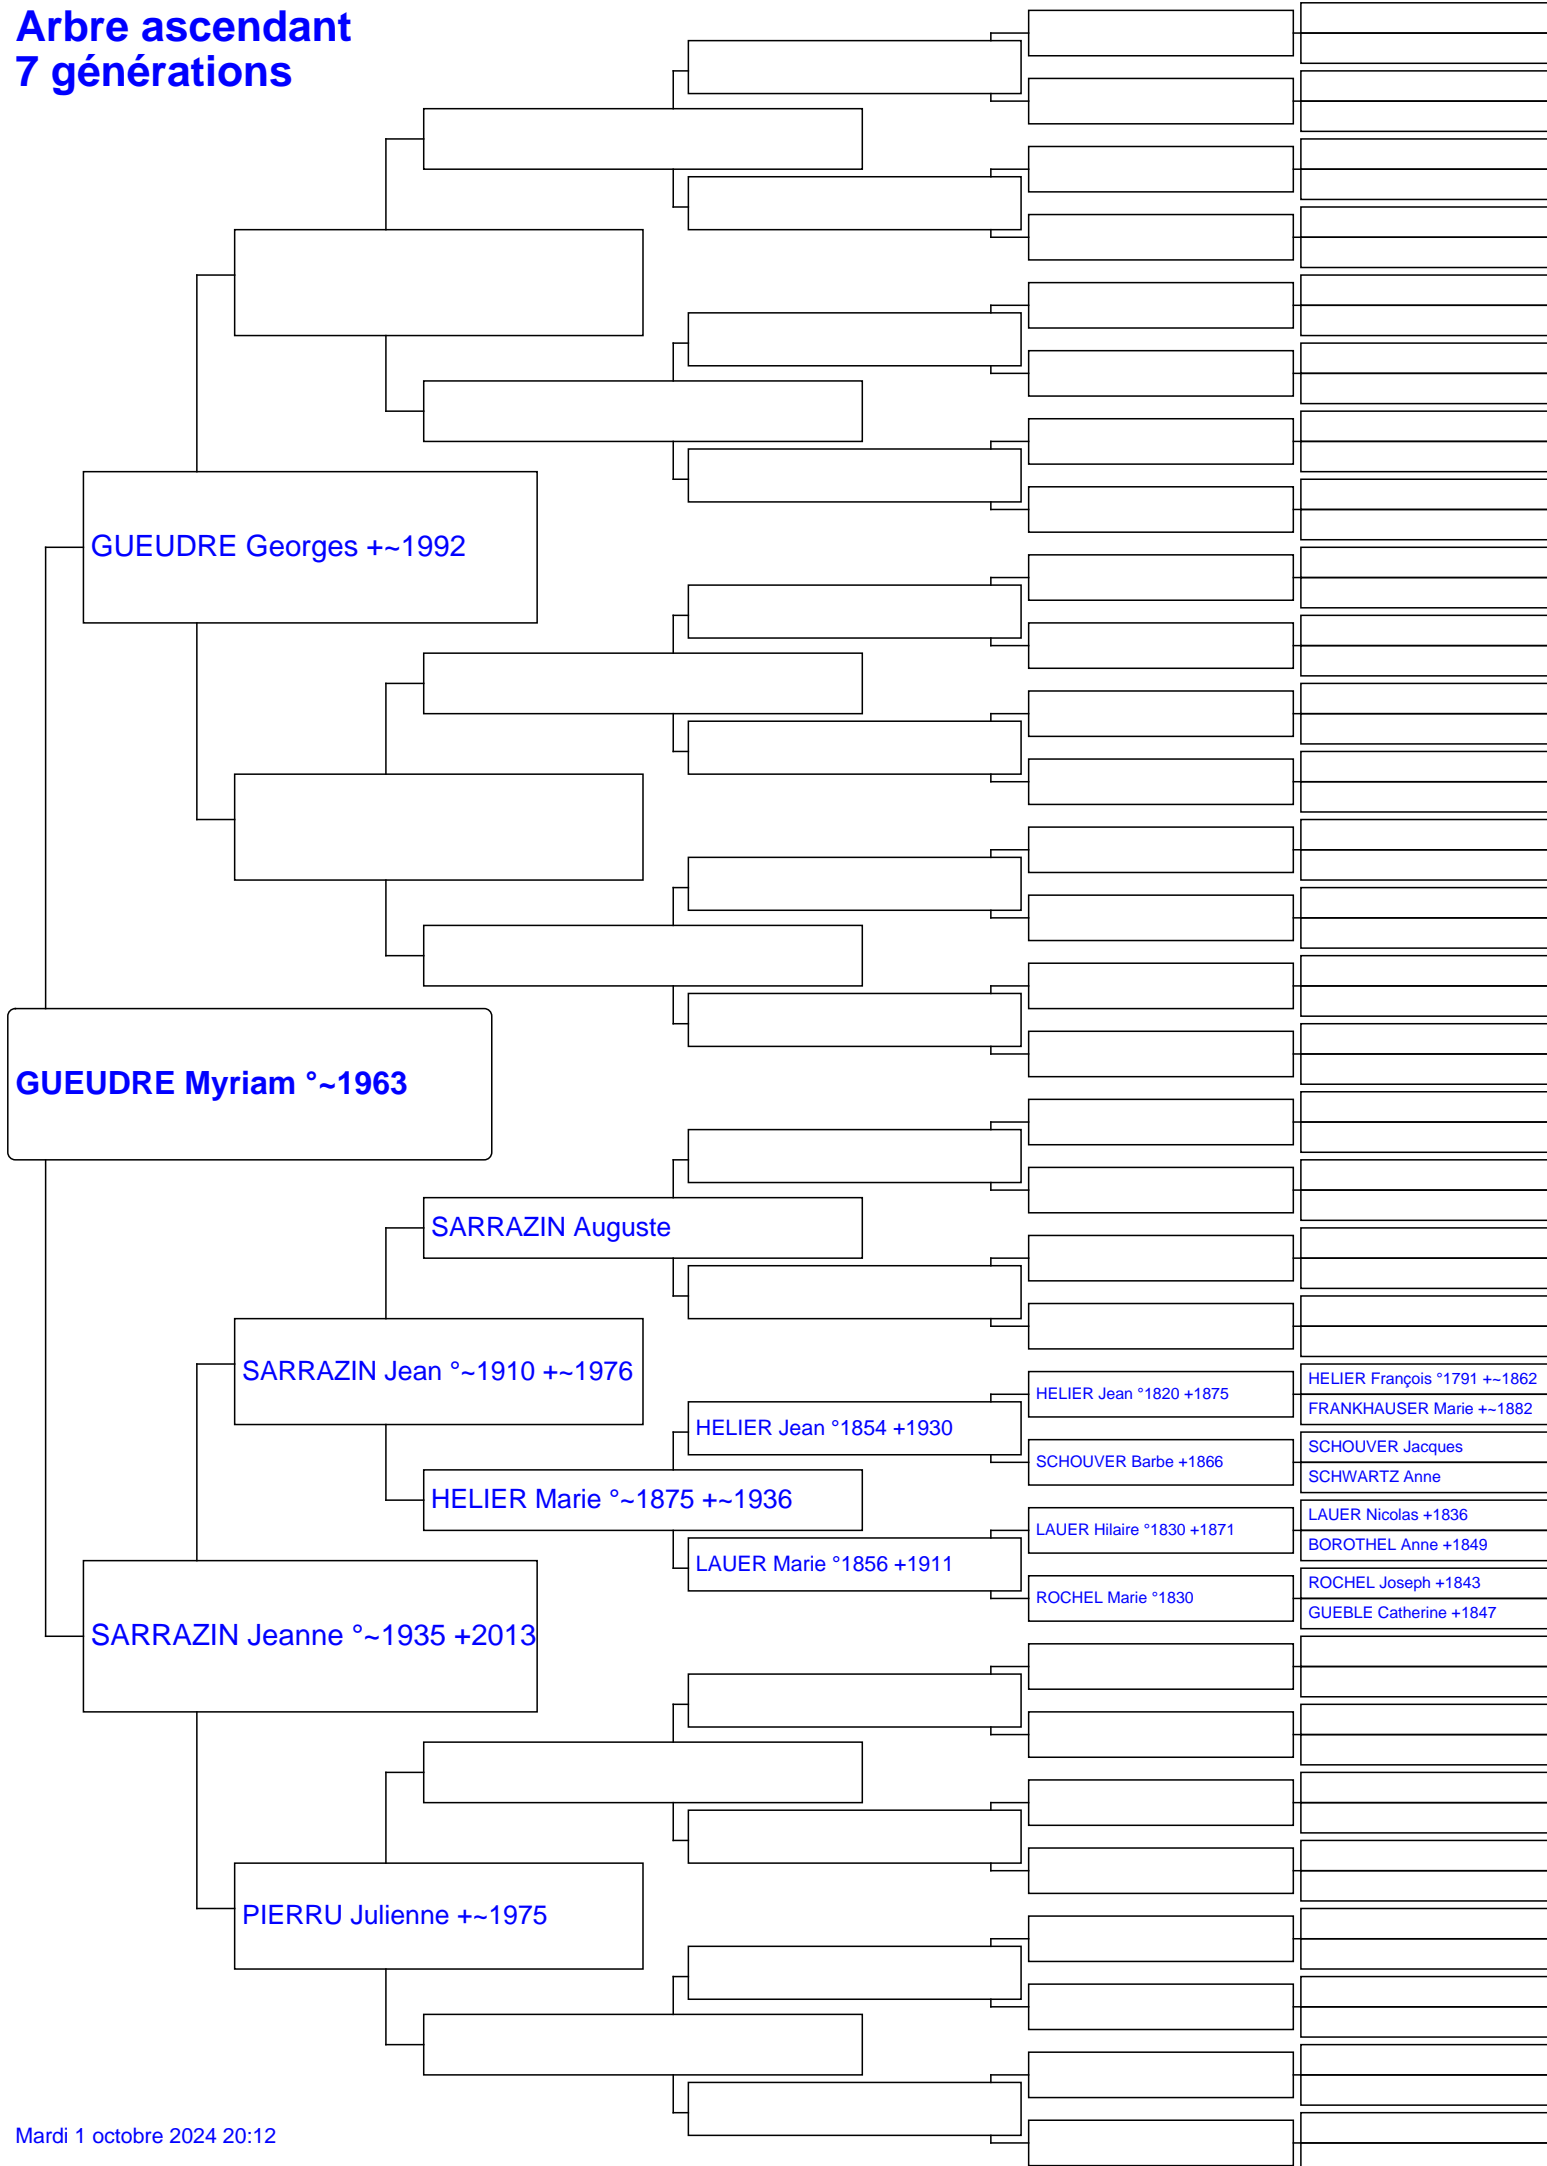 Arbre ascendant
7 générations
GUEUDRE Georges +~1992
GUEUDRE Myriam °~1963
SARRAZIN Auguste
SARRAZIN Jean °~1910 +~1976
HELIER François °1791 +~1862
HELIER Jean °1820 +1875
FRANKHAUSER Marie +~1882
HELIER Jean °1854 +1930
SCHOUVER Jacques
SCHOUVER Barbe +1866
SCHWARTZ Anne
HELIER Marie °~1875 +~1936
LAUER Nicolas +1836
LAUER Hilaire °1830 +1871
BOROTHEL Anne +1849
LAUER Marie °1856 +1911
ROCHEL Joseph +1843
ROCHEL Marie °1830
GUEBLE Catherine +1847
SARRAZIN Jeanne °~1935 +2013
PIERRU Julienne +~1975
Mardi 1 octobre 2024 20:12